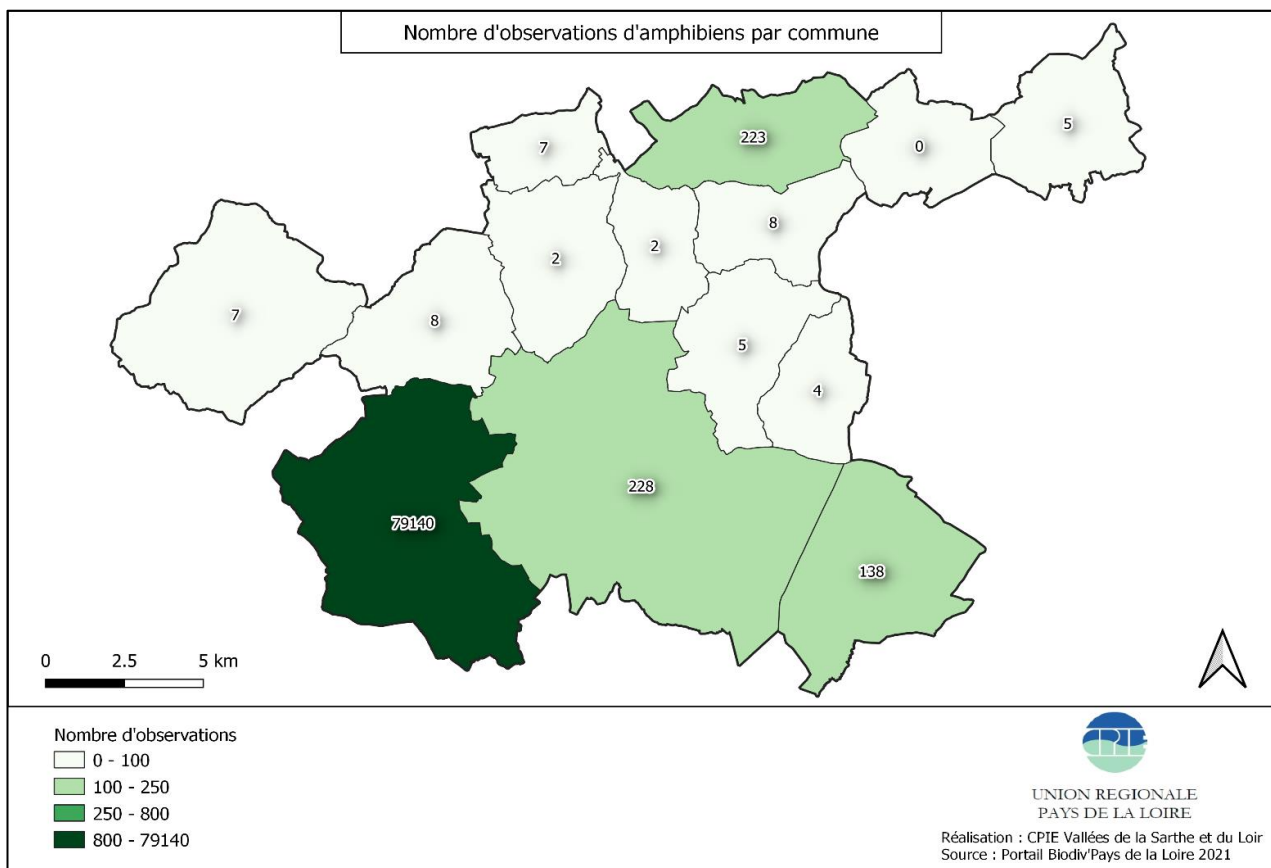 Nombre d'observations d'amphibiens par commune
5
7
223
0
8
2
2
7
8
5
4
228
79140
138
0 2.5 5 km
Nombre d'observations
0 - 100
100 - 250
250 - 800
800 - 79140
CPIE
UNION REGIONALE
PAYS DE LA LOIRE
Réalisation : CPIE Vallées de la Sarthe et du Loir
Source : Portail Biodiv'Pays de la Loire 2021